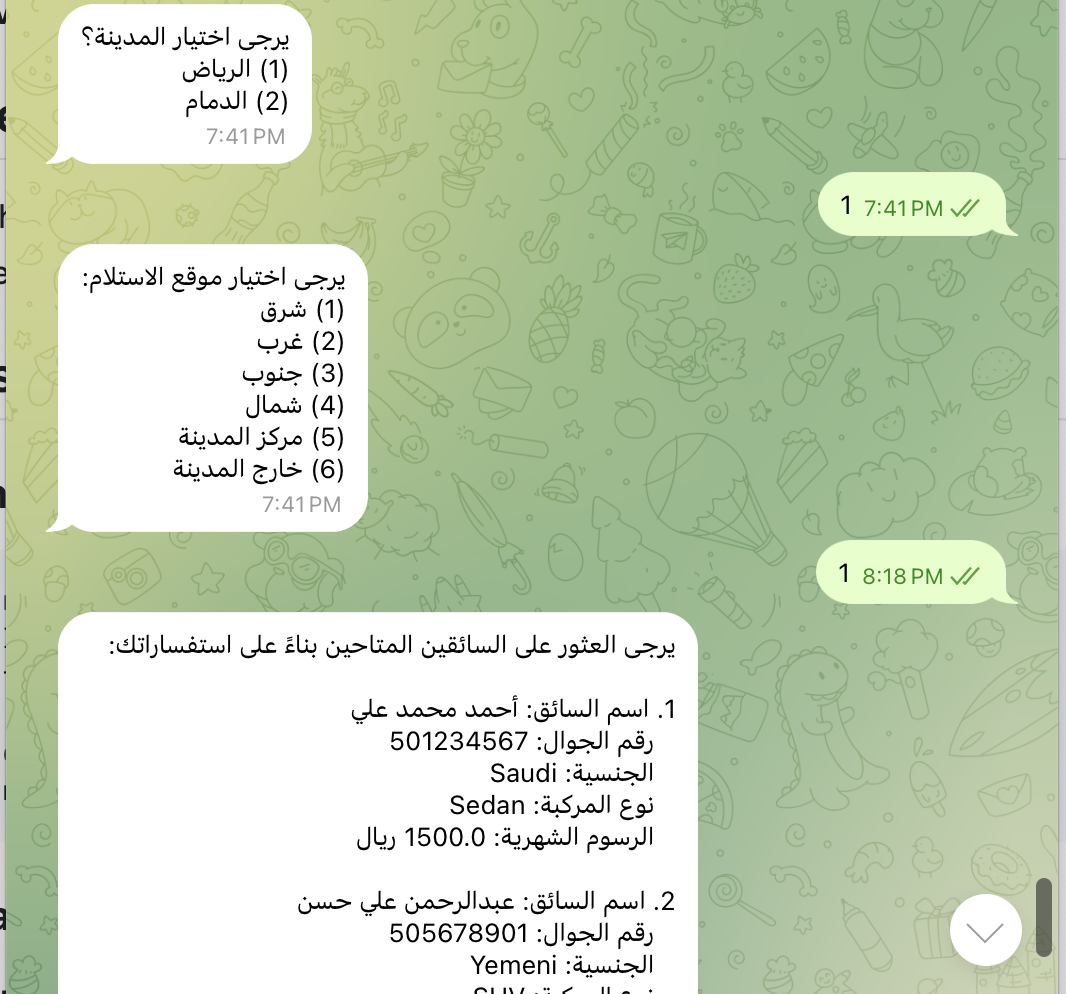 يرجى اختيار المدينة؟
(1) الرياض
(2) الدمام
7:41 PM
1 7:41 PM
يرجى اختيار موقع الاستلام:
(1) شرق
(2) غرب
(3) جنوب
(4) شمال
(5) مركز المدينة
(6) خارج المدينة
7:41 PM
1 8:18 PM
يرجى العثور على السائقين المتاحين بناءً على استفساراتك:
1. اسم السائق: أحمد محمد علي
رقم الجوال: 501234567
الجنسية: Saudi
نوع المركبة: Sedan
الرسوم الشهرية: 1500.0 ريال
2. اسم السائق: عبدالرحمن علي حسن
رقم الجوال: 505678901
الجنسية: Yemeni
نوع المركبة: SUV